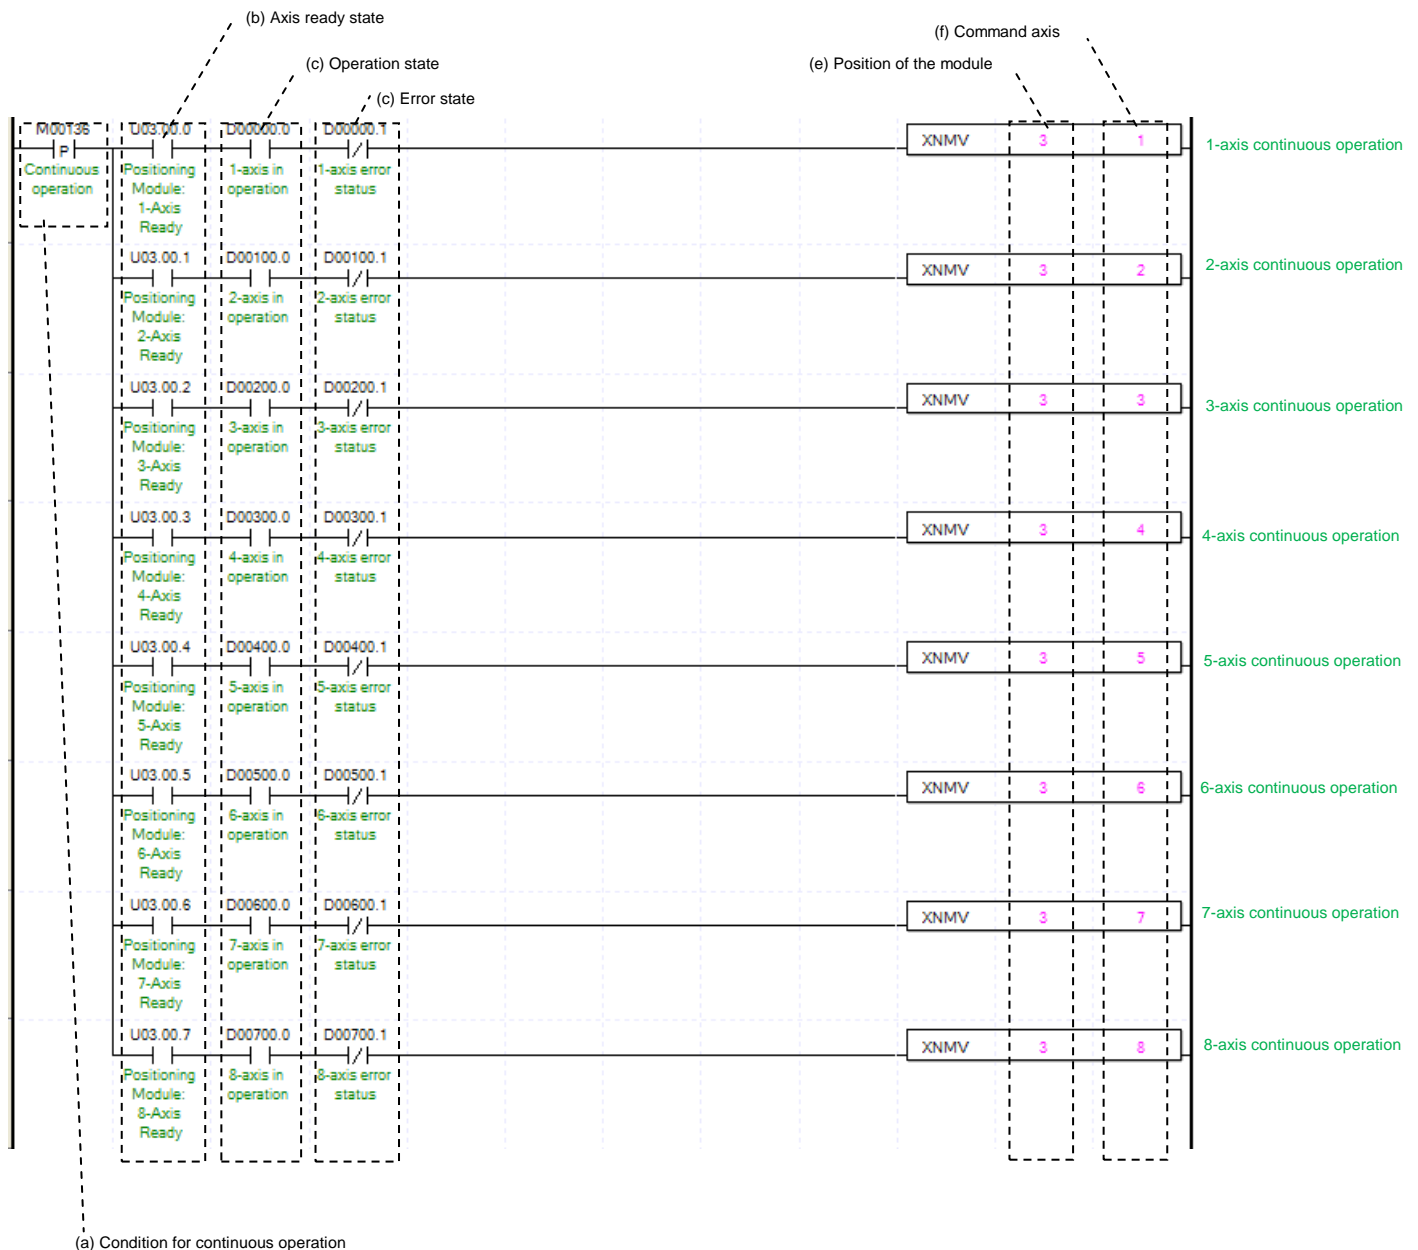 (b) Axis ready state
(f) Command axis
(c) Operation state
(e) Position of the module
(c) Error state
M00136 U03.00.0 D00000.0 D00000.1
P
XNMV 3 1
1-axis continuous operation
Continuous operation
Positioning Module: 1-Axis Ready
1-axis in operation
1-axis error status
U03.00.1 D00100.0 D00100.1
XNMV 3 2
2-axis continuous operation
Positioning Module: 2-Axis Ready
2-axis in operation
2-axis error status
U03.00.2 D00200.0 D00200.1
XNMV 3 3
3-axis continuous operation
Positioning Module: 3-Axis Ready
3-axis in operation
3-axis error status
U03.00.3 D00300.0 D00300.1
XNMV 3 4
4-axis continuous operation
Positioning Module: 4-Axis Ready
4-axis in operation
4-axis error status
U03.00.4 D00400.0 D00400.1
XNMV 3 5
5-axis continuous operation
Positioning Module: 5-Axis Ready
5-axis in operation
5-axis error status
U03.00.5 D00500.0 D00500.1
XNMV 3 6
6-axis continuous operation
Positioning Module: 6-Axis Ready
6-axis in operation
6-axis error status
U03.00.6 D00600.0 D00600.1
XNMV 3 7
7-axis continuous operation
Positioning Module: 7-Axis Ready
7-axis in operation
7-axis error status
U03.00.7 D00700.0 D00700.1
XNMV 3 8
8-axis continuous operation
Positioning Module: 8-Axis Ready
8-axis in operation
8-axis error status
(a) Condition for continuous operation